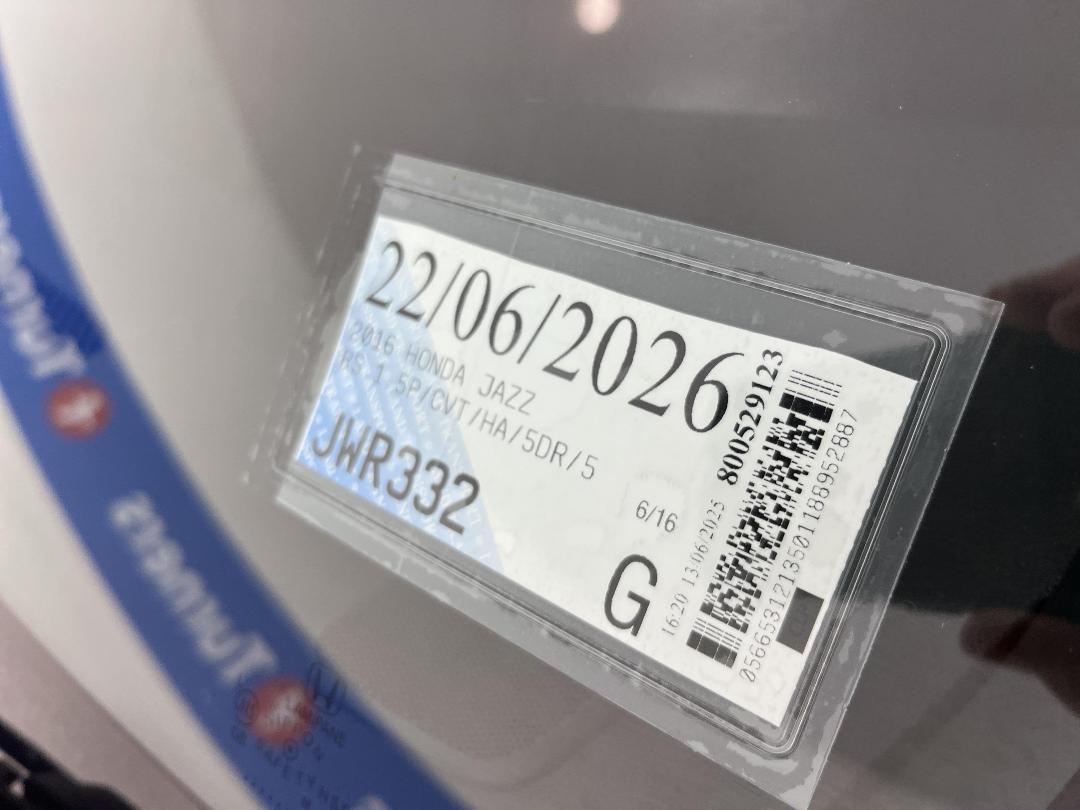 22/06/2026
2016 HONDA JAZZ
RS 1.5P/CVT/HA/5DR/5
JWR332
6/16
G
16:20 13/06/2025 800529123
0566531213501188952887
Turners
Turners